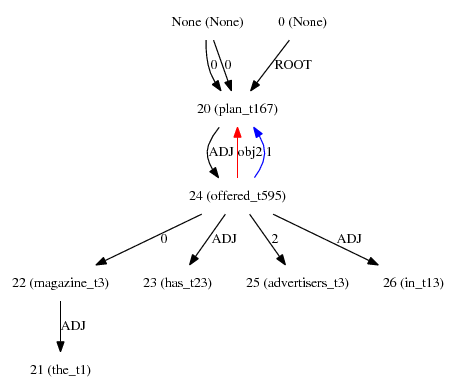 None (None) 0 (None)
0 0 ROOT
20 (plan_t167)
ADJ obj2 1
24 (offered_t595)
0 ADJ 2 ADJ
22 (magazine_t3) 23 (has_t23) 25 (advertisers_t3) 26 (in_t13)
ADJ
21 (the_t1)